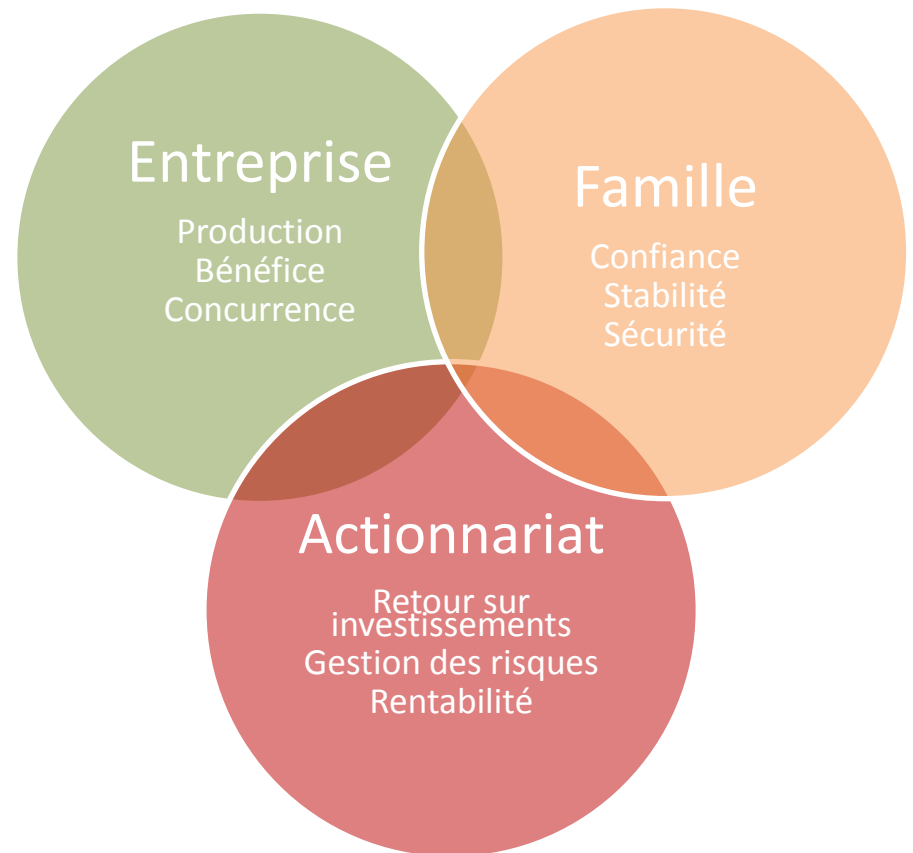 Entreprise
Production
Bénéfice
Concurrence
Famille
Confiance
Stabilité
Sécurité
Actionnariat
Retour sur
investissements
Gestion des risques
Rentabilité